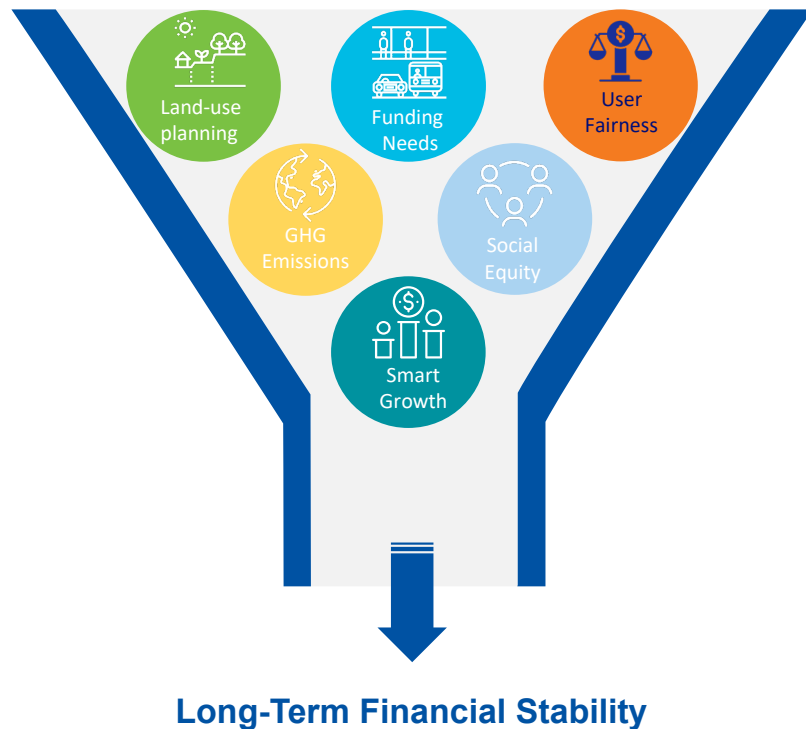 Land-use
planning
Funding
Needs
$
User
Fairness
GHG
Emissions
Social
Equity
$
Smart
Growth
Long-Term Financial Stability